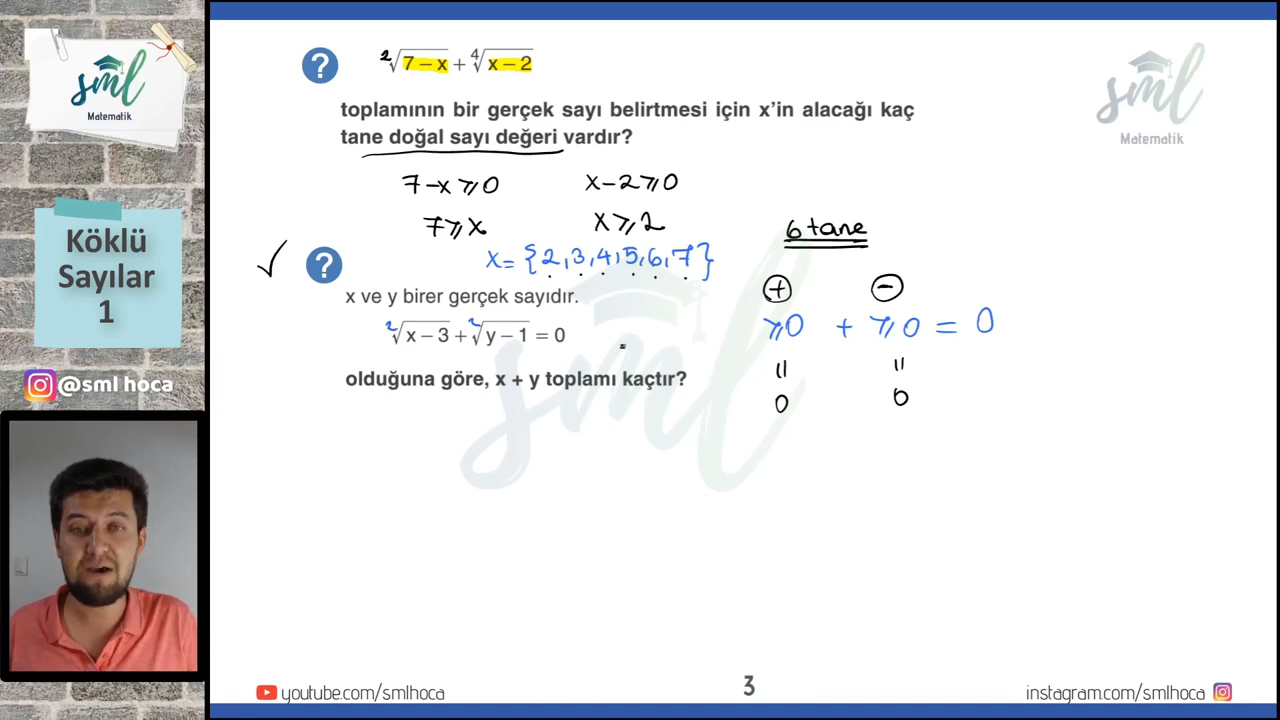 sml
Matematik
Köklü
Sayılar
1
@sml hoca
?
²√7 – x + ⁴√x – 2
toplamının bir gerçek sayı belirtmesi için x'in alacağı kaç
tane doğal sayı değeri vardır?
7-x ⩾ 0 x-2 ⩾ 0
7 ⩾ x x ⩾ 2
6 tane
x = {2,3,4,5,6,7}
?
x ve y birer gerçek sayıdır.
²√x – 3 + ²√y – 1 = 0
olduğuna göre, x + y toplamı kaçtır?
+ -
⩾0 + ⩾0 = 0
= =
0 0
sml
Matematik
youtube.com/smlhoca
3
instagram.com/smlhoca